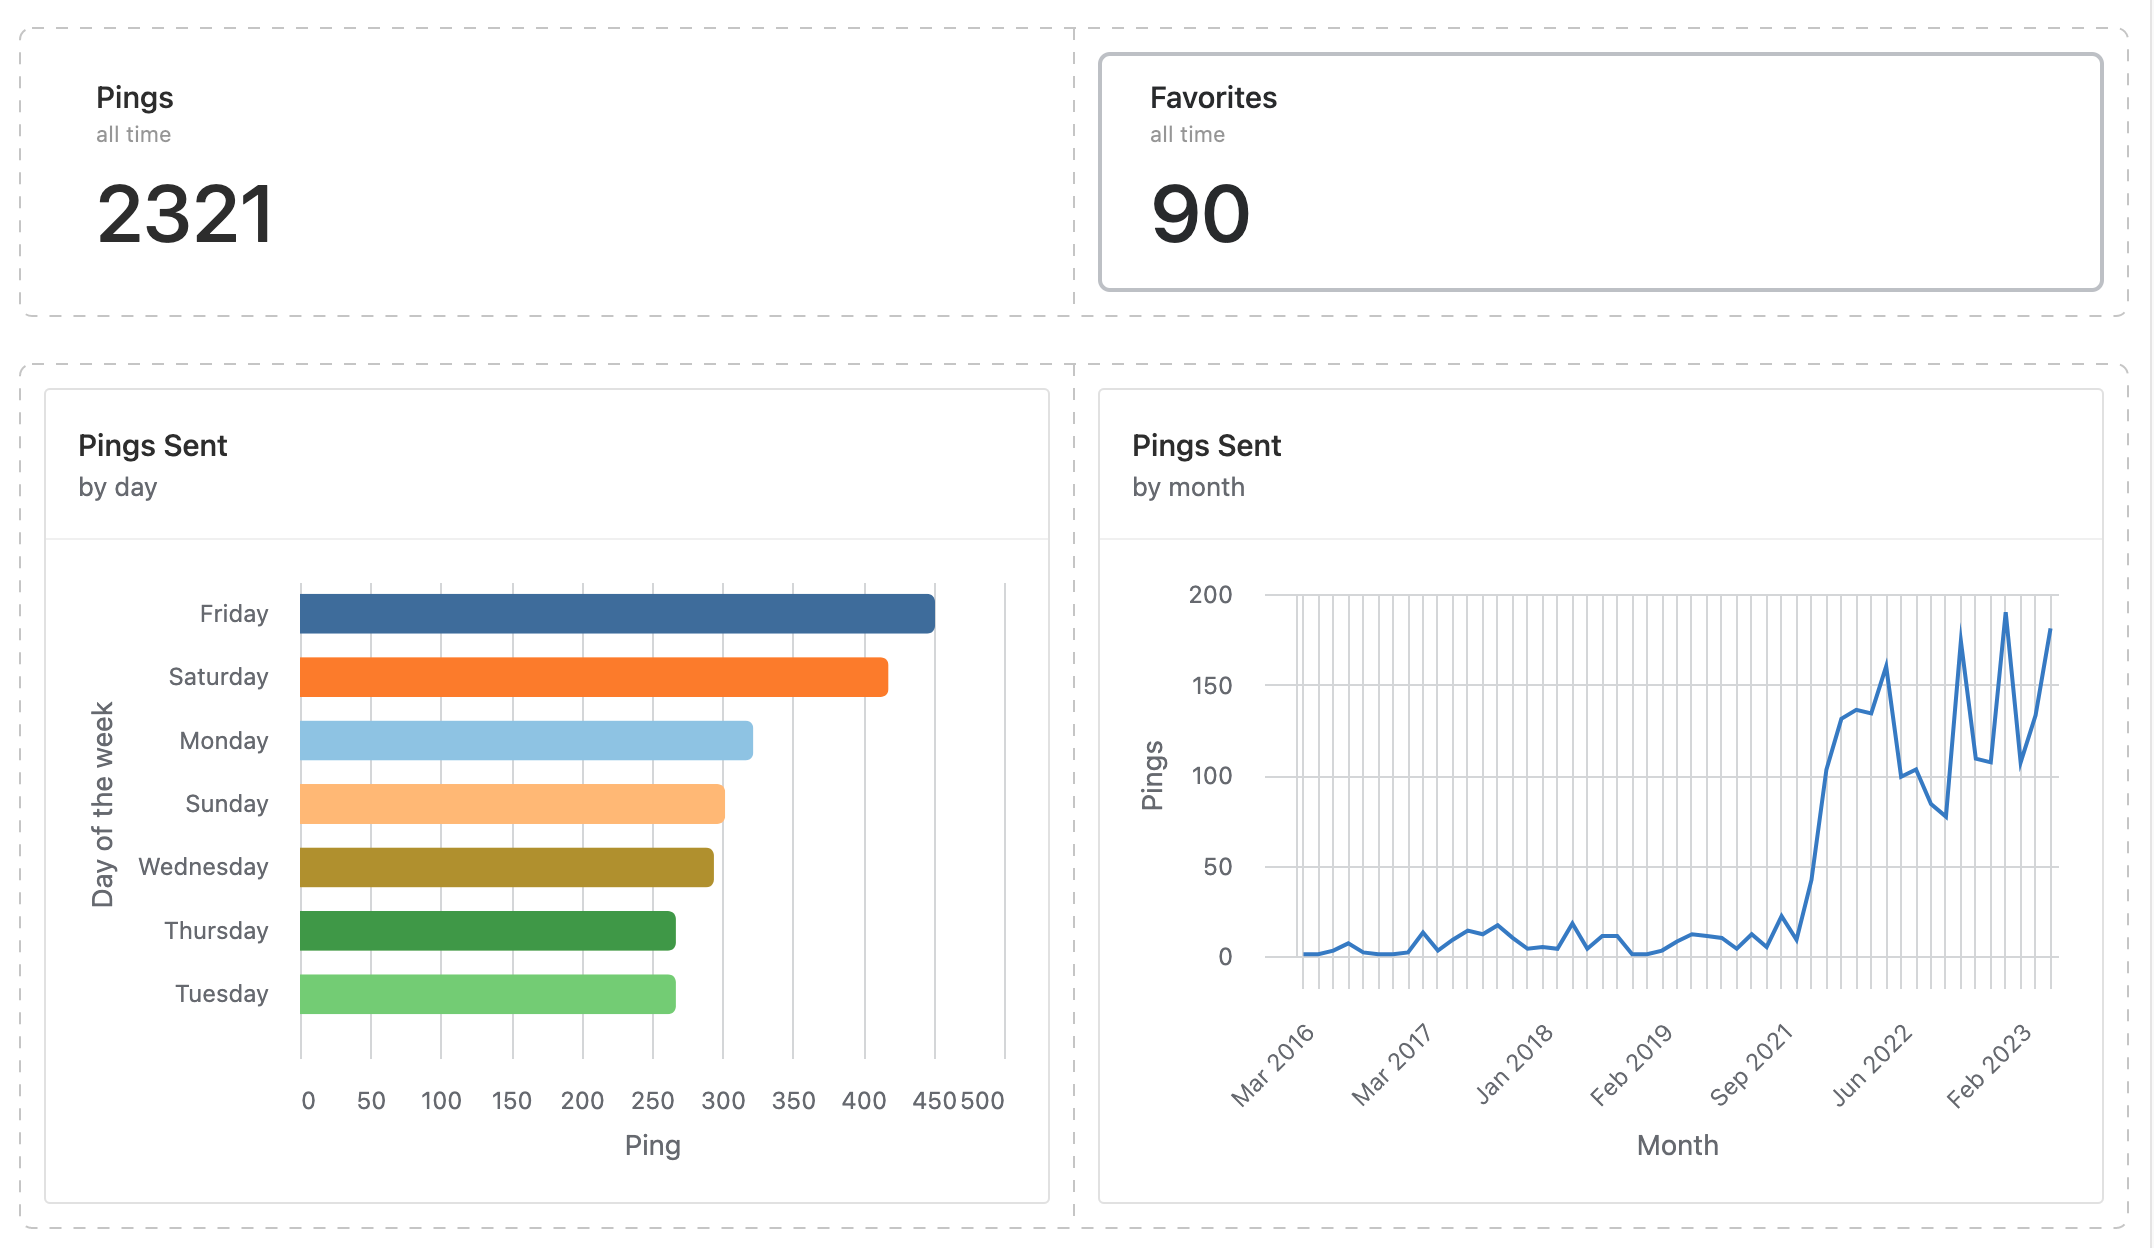 Pings
all time
2321
Favorites
all time
90
Pings Sent
by day
Day of the week
Friday
Saturday
Monday
Sunday
Wednesday
Thursday
Tuesday
0 50 100 150 200 250 300 350 400 450 500
Ping
Pings Sent
by month
Pings
200
150
100
50
0
Mar 2016 Mar 2017 Jan 2018 Feb 2019 Sep 2021 Jun 2022 Feb 2023
Month